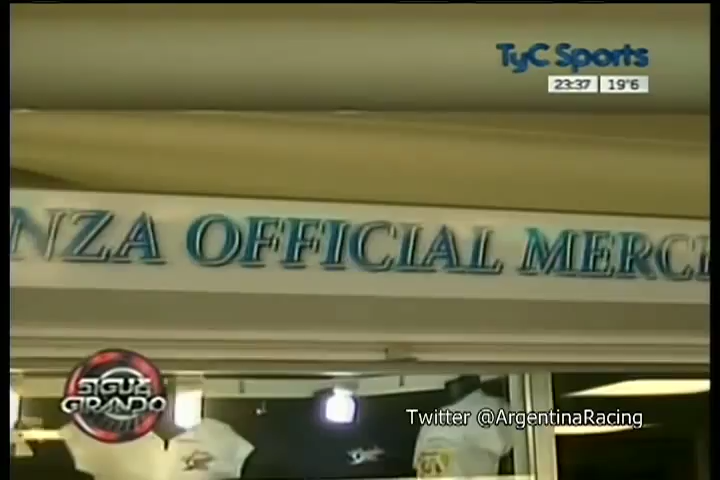 TyC Sports
23:37 19°6
NZA OFFICIAL MERC
SIGUE
GIRANDO
Twitter @ArgentinaRacing